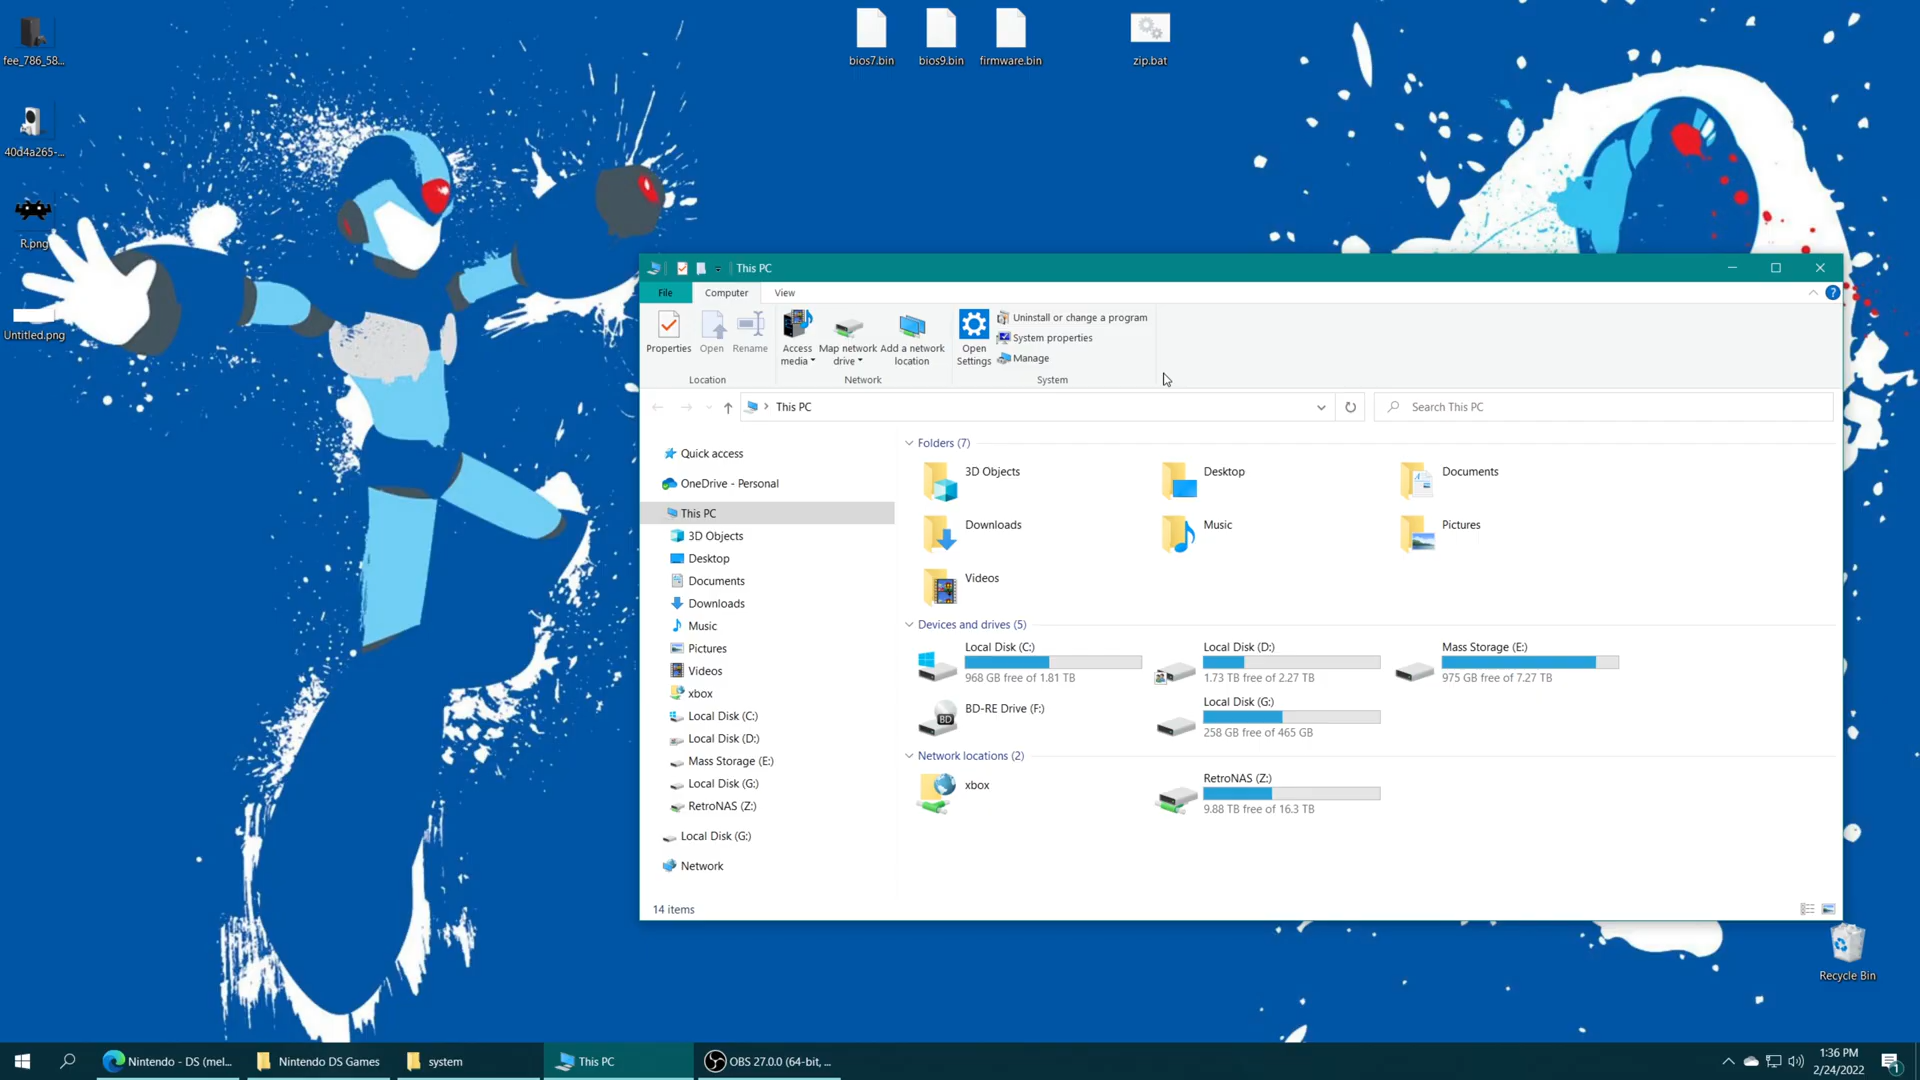 fee_786_58...
40d4a265-...
R.png
Untitled.png
bios7.bin
bios9.bin
firmware.bin
zip.bat
This PC
File
Computer
View
Properties
Open
Rename
Access media
Map network drive
Add a network location
Open Settings
Uninstall or change a program
System properties
Manage
Location
Network
System
This PC
Search This PC
Quick access
OneDrive - Personal
This PC
3D Objects
Desktop
Documents
Downloads
Music
Pictures
Videos
xbox
Local Disk (C:)
Local Disk (D:)
Mass Storage (E:)
Local Disk (G:)
RetroNAS (Z:)
Local Disk (G:)
Network
Folders (7)
3D Objects
Desktop
Documents
Downloads
Music
Pictures
Videos
Devices and drives (5)
Local Disk (C:)
968 GB free of 1.81 TB
Local Disk (D:)
1.73 TB free of 2.27 TB
Mass Storage (E:)
975 GB free of 7.27 TB
BD-RE Drive (F:)
BD
Local Disk (G:)
258 GB free of 465 GB
Network locations (2)
xbox
RetroNAS (Z:)
9.88 TB free of 16.3 TB
14 items
Recycle Bin
Nintendo - DS (mel...
Nintendo DS Games
system
This PC
OBS 27.0.0 (64-bit, ...
1:36 PM
2/24/2022
1